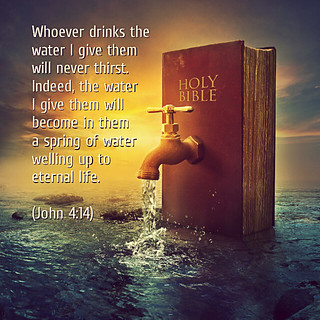 Whoever drinks the
water I give them
will never thirst.
Indeed, the water
I give them will
become in them
a spring of water
welling up to
eternal life.
(John 4:14)
HOLY
BIBLE